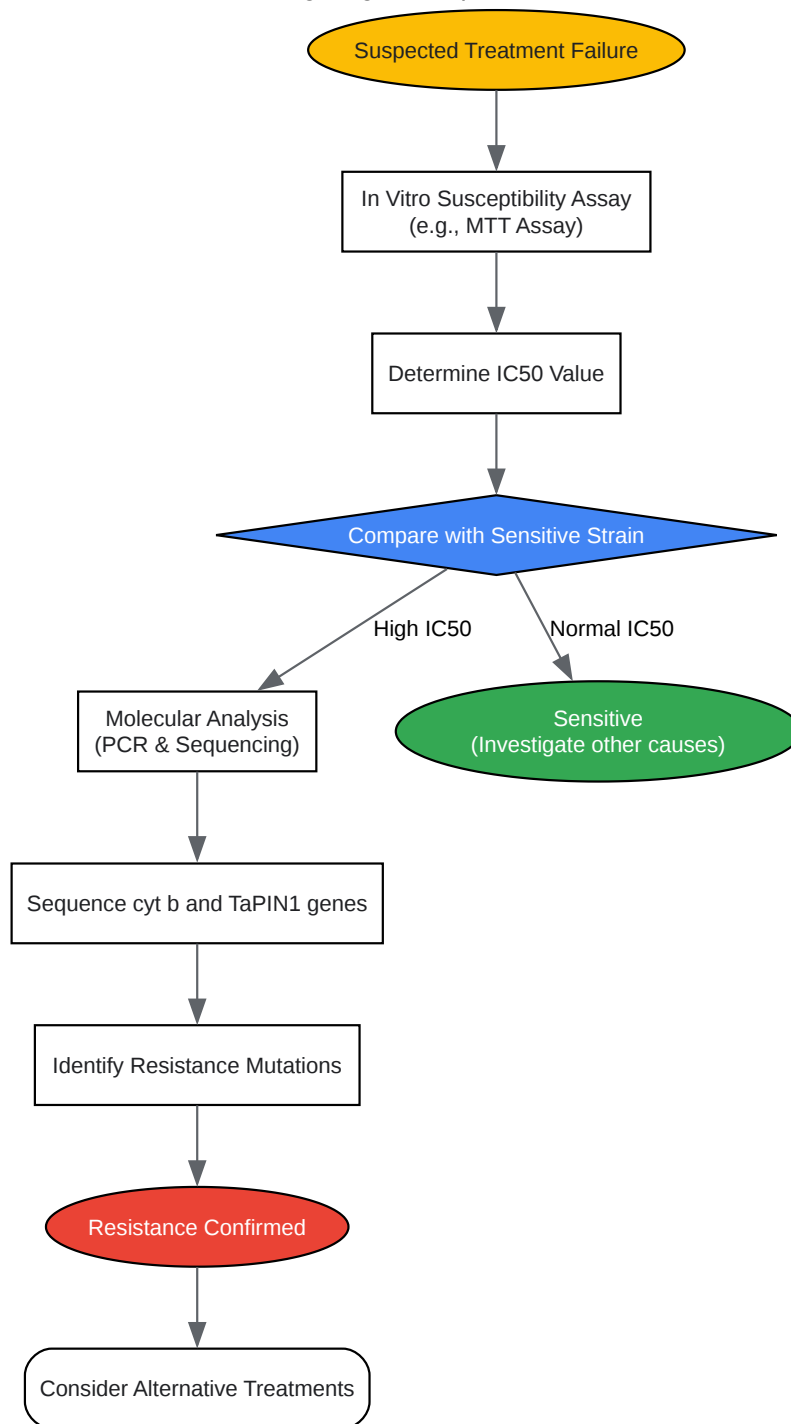 Suspected Treatment Failure
In Vitro Susceptibility Assay
(e.g., MTT Assay)
Determine IC50 Value
Compare with Sensitive Strain
High IC50
Normal IC50
Molecular Analysis
(PCR & Sequencing)
Sensitive
(Investigate other causes)
Sequence cyt b and TaPIN1 genes
Identify Resistance Mutations
Resistance Confirmed
Consider Alternative Treatments